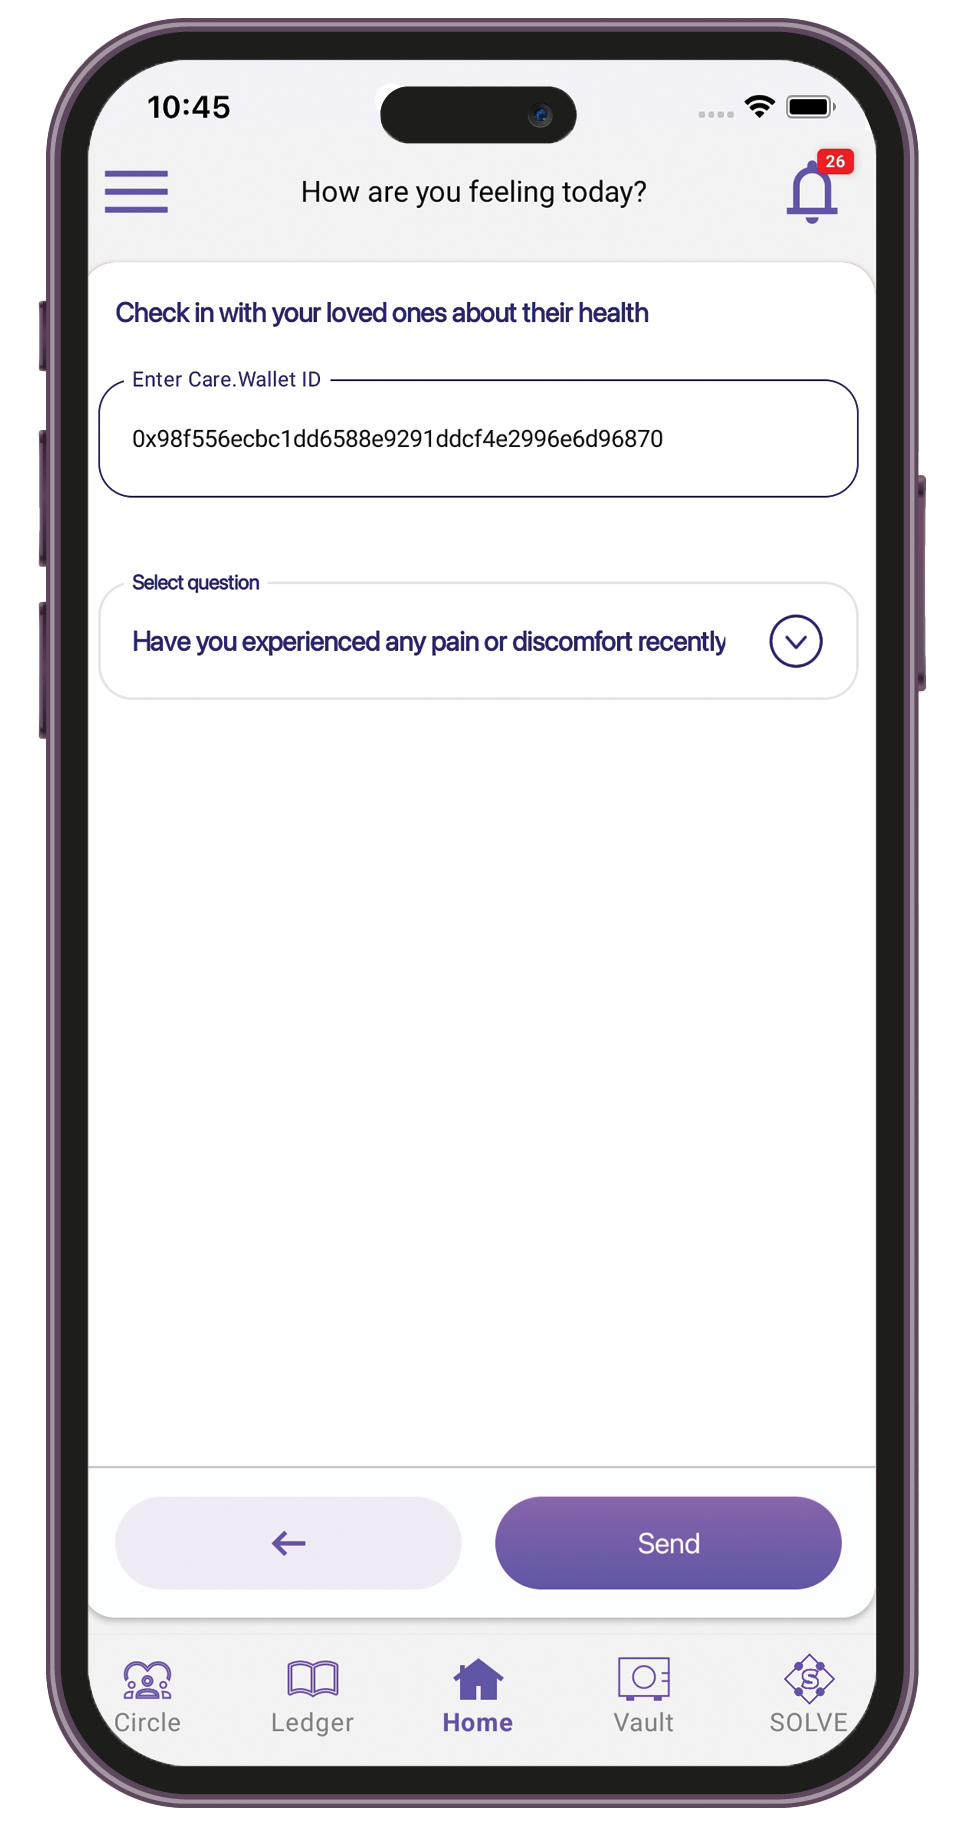 10:45
26
How are you feeling today?
Check in with your loved ones about their health
Enter Care.Wallet ID
0x98f556ecbc1dd6588e9291ddcf4e2996e6d96870
Select question
Have you experienced any pain or discomfort recently
Send
Circle Ledger Home Vault SOLVE